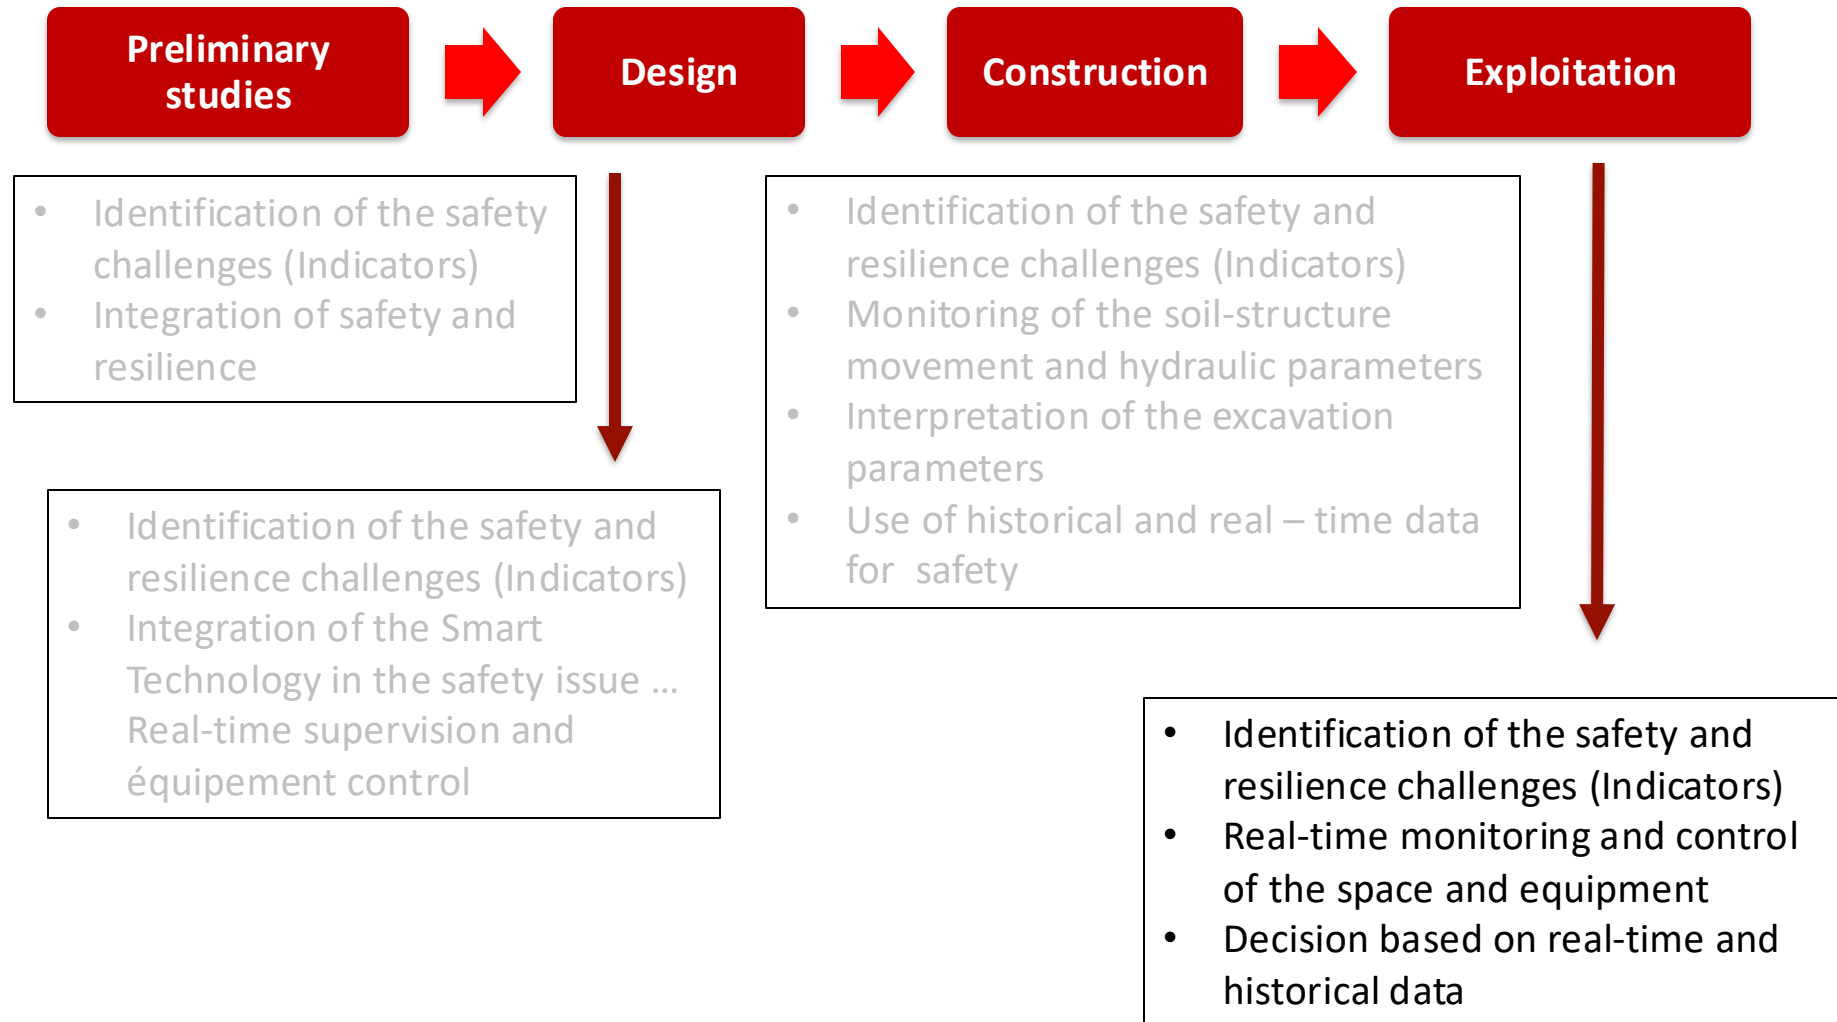 Preliminary
studies
Design
Construction
Exploitation
• Identification of the safety
challenges (Indicators)
• Integration of safety and
resilience
• Identification of the safety and
resilience challenges (Indicators)
• Integration of the Smart
Technology in the safety issue ...
Real-time supervision and
équipement control
• Identification of the safety and
resilience challenges (Indicators)
• Monitoring of the soil-structure
movement and hydraulic parameters
• Interpretation of the excavation
parameters
• Use of historical and real – time data
for  safety
• Identification of the safety and
resilience challenges (Indicators)
• Real-time monitoring and control
of the space and equipment
• Decision based on real-time and
historical data